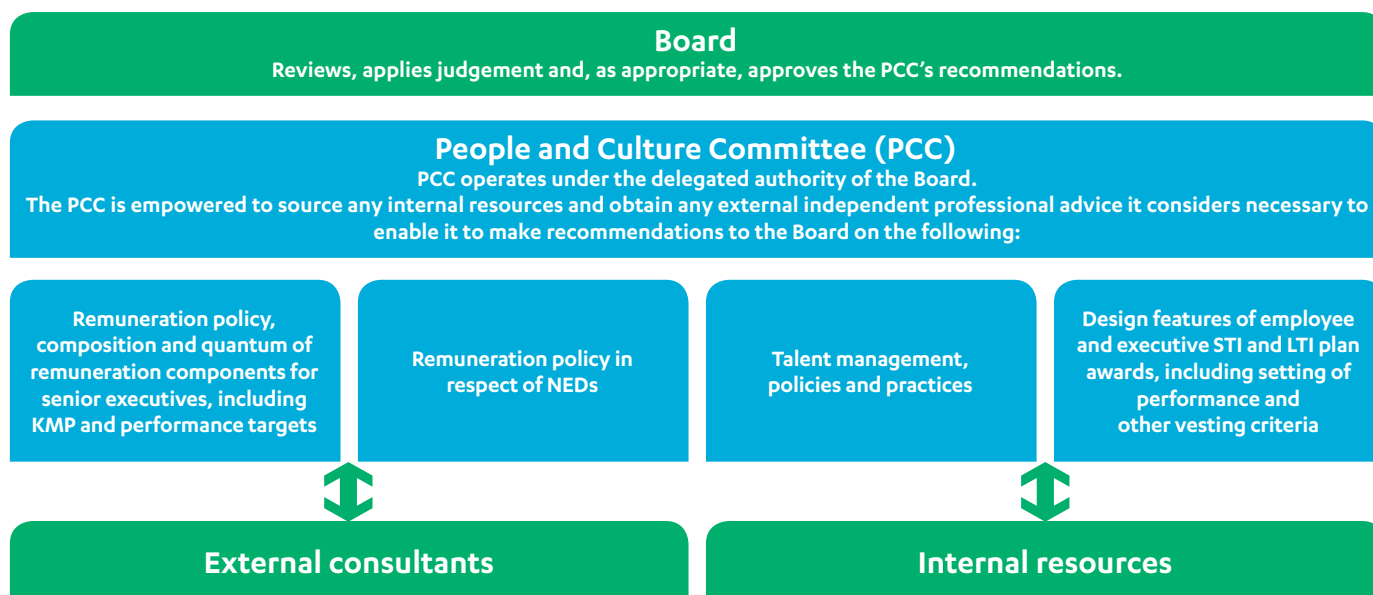 Board
Reviews, applies judgement and, as appropriate, approves the PCC’s recommendations.
People and Culture Committee (PCC)
PCC operates under the delegated authority of the Board.
The PCC is empowered to source any internal resources and obtain any external independent professional advice it considers necessary to
enable it to make recommendations to the Board on the following:
Remuneration policy,
composition and quantum of
remuneration components for
senior executives, including
KMP and performance targets
Remuneration policy in
respect of NEDs
Talent management,
policies and practices
Design features of employee
and executive STI and LTI plan
awards, including setting of
performance and
other vesting criteria
External consultants
Internal resources